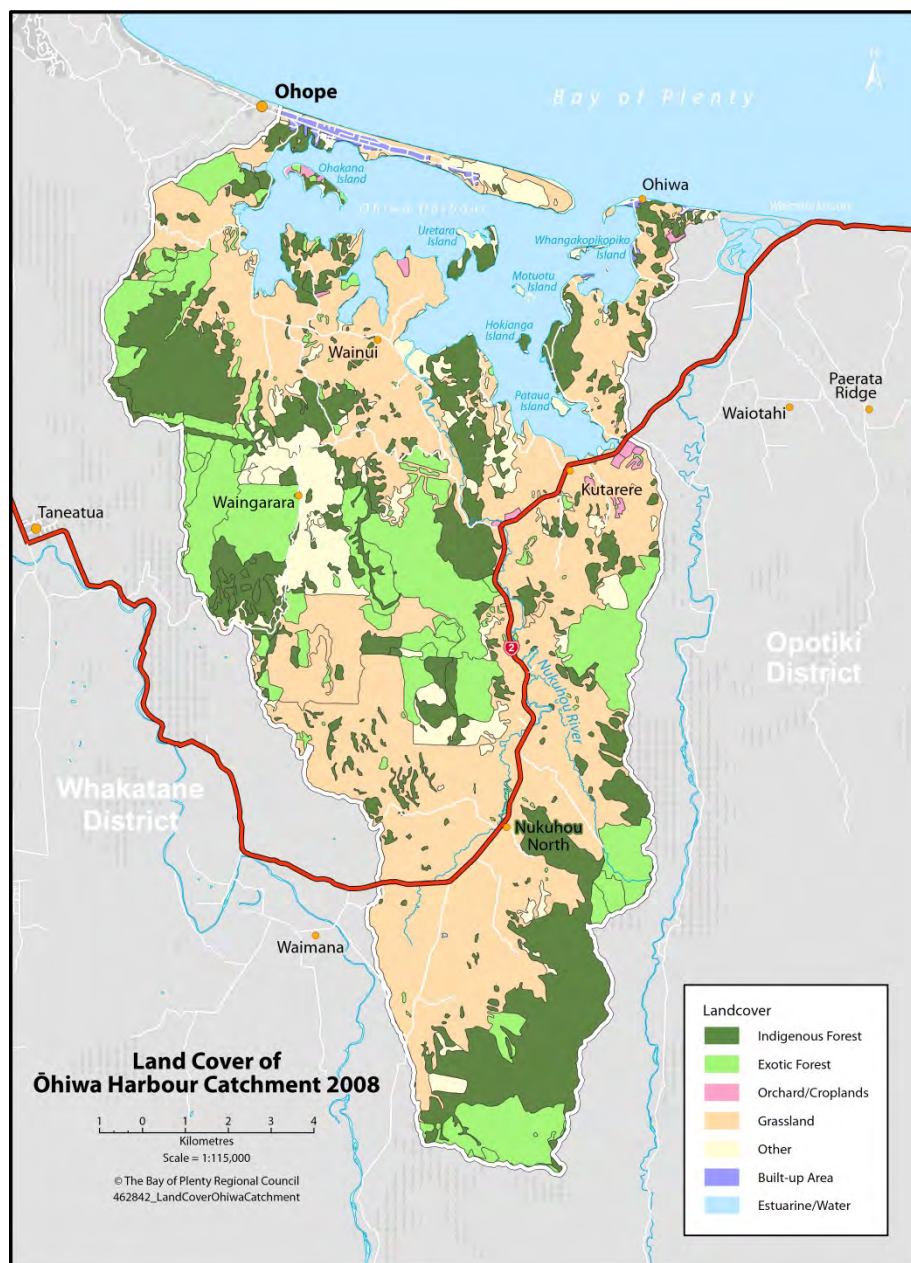 Ohope
Bay of Plenty
N
Ohakana
Island
Ohiwa Harbour
Ohiwa
Uretara
Island
Whangakopikopiko
Island
Motuotu
Island
Hokianga
Island
Wainui
Pataua
Island
Paerata
Ridge
Waiotahi
Kutarere
Waingarara
Taneatua
2
Nukuhou River
Opotiki
District
Whakatane
District
Nukuhou
North
Waimana
Land Cover of
Ōhiwa Harbour Catchment 2008
1 0 1 2 3 4
Kilometres
Scale = 1:115,000
© The Bay of Plenty Regional Council
462842_LandCoverOhiwaCatchment
Landcover
Indigenous Forest
Exotic Forest
Orchard/Croplands
Grassland
Other
Built-up Area
Estuarine/Water